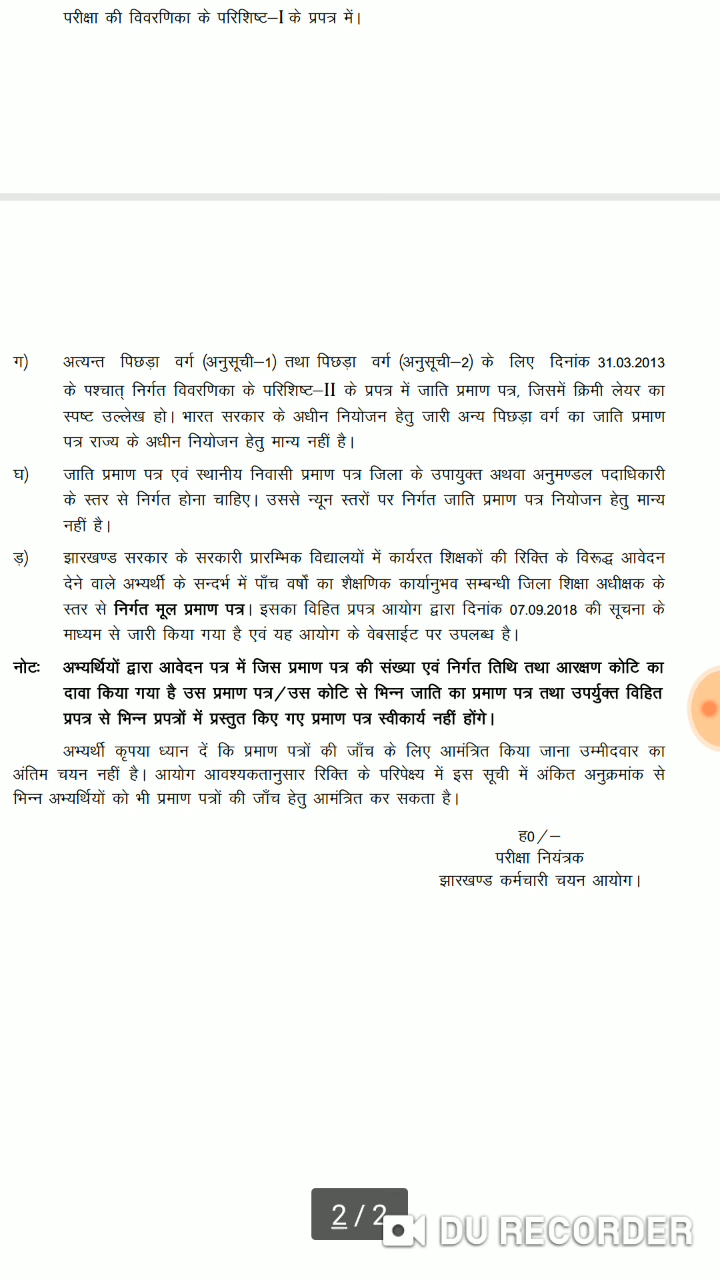 परीक्षा की विवरणिका के परिशिष्ट–I के प्रपत्र में।
ग) अत्यन्त पिछड़ा वर्ग (अनुसूची–1) तथा पिछड़ा वर्ग (अनुसूची–2) के लिए दिनांक 31.03.2013
के पश्चात् निर्गत विवरणिका के परिशिष्ट–II के प्रपत्र में जाति प्रमाण पत्र, जिसमें क्रिमी लेयर का
स्पष्ट उल्लेख हो। भारत सरकार के अधीन नियोजन हेतु जारी अन्य पिछड़ा वर्ग का जाति प्रमाण
पत्र राज्य के अधीन नियोजन हेतु मान्य नहीं है।
घ) जाति प्रमाण पत्र एवं स्थानीय निवासी प्रमाण पत्र जिला के उपायुक्त अथवा अनुमण्डल पदाधिकारी
के स्तर से निर्गत होना चाहिए। उससे न्यून स्तरों पर निर्गत जाति प्रमाण पत्र नियोजन हेतु मान्य
नहीं है।
ड़) झारखण्ड सरकार के सरकारी प्रारम्भिक विद्यालयों में कार्यरत शिक्षकों की रिक्ति के विरूद्ध आवेदन
देने वाले अभ्यर्थी के सन्दर्भ में पाँच वर्षों का शैक्षणिक कार्यानुभव सम्बन्धी जिला शिक्षा अधीक्षक के
स्तर से निर्गत मूल प्रमाण पत्र। इसका विहित प्रपत्र आयोग द्वारा दिनांक 07.09.2018 की सूचना के
माध्यम से जारी किया गया है एवं यह आयोग के वेबसाईट पर उपलब्ध है।
नोटः अभ्यर्थियों द्वारा आवेदन पत्र में जिस प्रमाण पत्र की संख्या एवं निर्गत तिथि तथा आरक्षण कोटि का
दावा किया गया है उस प्रमाण पत्र/उस कोटि से भिन्न जाति का प्रमाण पत्र तथा उपर्युक्त विहित
प्रपत्र से भिन्न प्रपत्रों में प्रस्तुत किए गए प्रमाण पत्र स्वीकार्य नहीं होंगे।
अभ्यर्थी कृपया ध्यान दें कि प्रमाण पत्रों की जाँच के लिए आमंत्रित किया जाना उम्मीदवार का
अंतिम चयन नहीं है। आयोग आवश्यकतानुसार रिक्ति के परिपेक्ष्य में इस सूची में अंकित अनुक्रमांक से
भिन्न अभ्यर्थियों को भी प्रमाण पत्रों की जाँच हेतु आमंत्रित कर सकता है।
ह0/–
परीक्षा नियंत्रक
झारखण्ड कर्मचारी चयन आयोग।
2 / 2
DU RECORDER